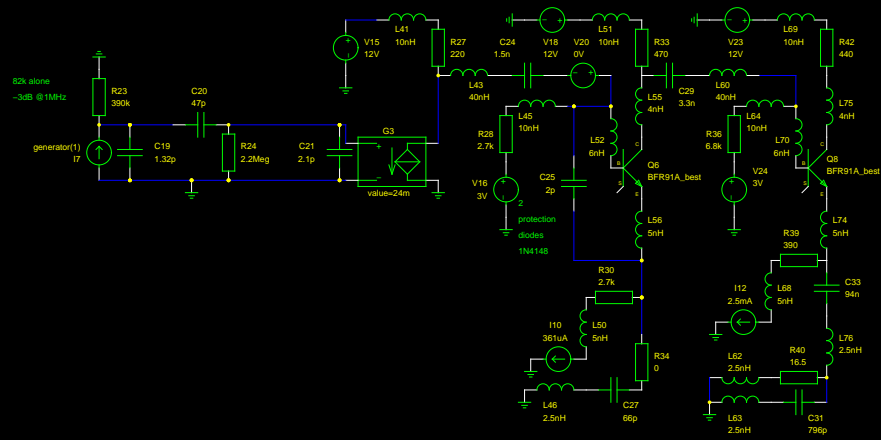 82k alone
~3dB @1MHz
R23
390k
C20
47p
generator(1)
I7
C19
1.32p
R24
2.2Meg
C21
2.1p
G3
+
−
value=24m
V15
12V
L41
10nH
R27
220
L43
40nH
C24
1.5n
V18
12V
V20
0V
L51
10nH
R33
470
C29
3.3n
L60
40nH
V23
12V
L69
10nH
R42
440
L45
10nH
R28
2.7k
V16
3V
2
protection
diodes
1N4148
C25
2p
L52
6nH
L55
4nH
C
B
S
E
Q6
BFR91A_best
L56
5nH
L64
10nH
R36
6.8k
V24
3V
L70
6nH
L75
4nH
C
B
S
E
Q8
BFR91A_best
L74
5nH
R30
2.7k
L50
5nH
I10
361uA
R34
0
L46
2.5nH
C27
66p
R39
390
L68
5nH
I12
2.5mA
C33
94n
L76
2.5nH
L62
2.5nH
R40
16.5
L63
2.5nH
C31
796p